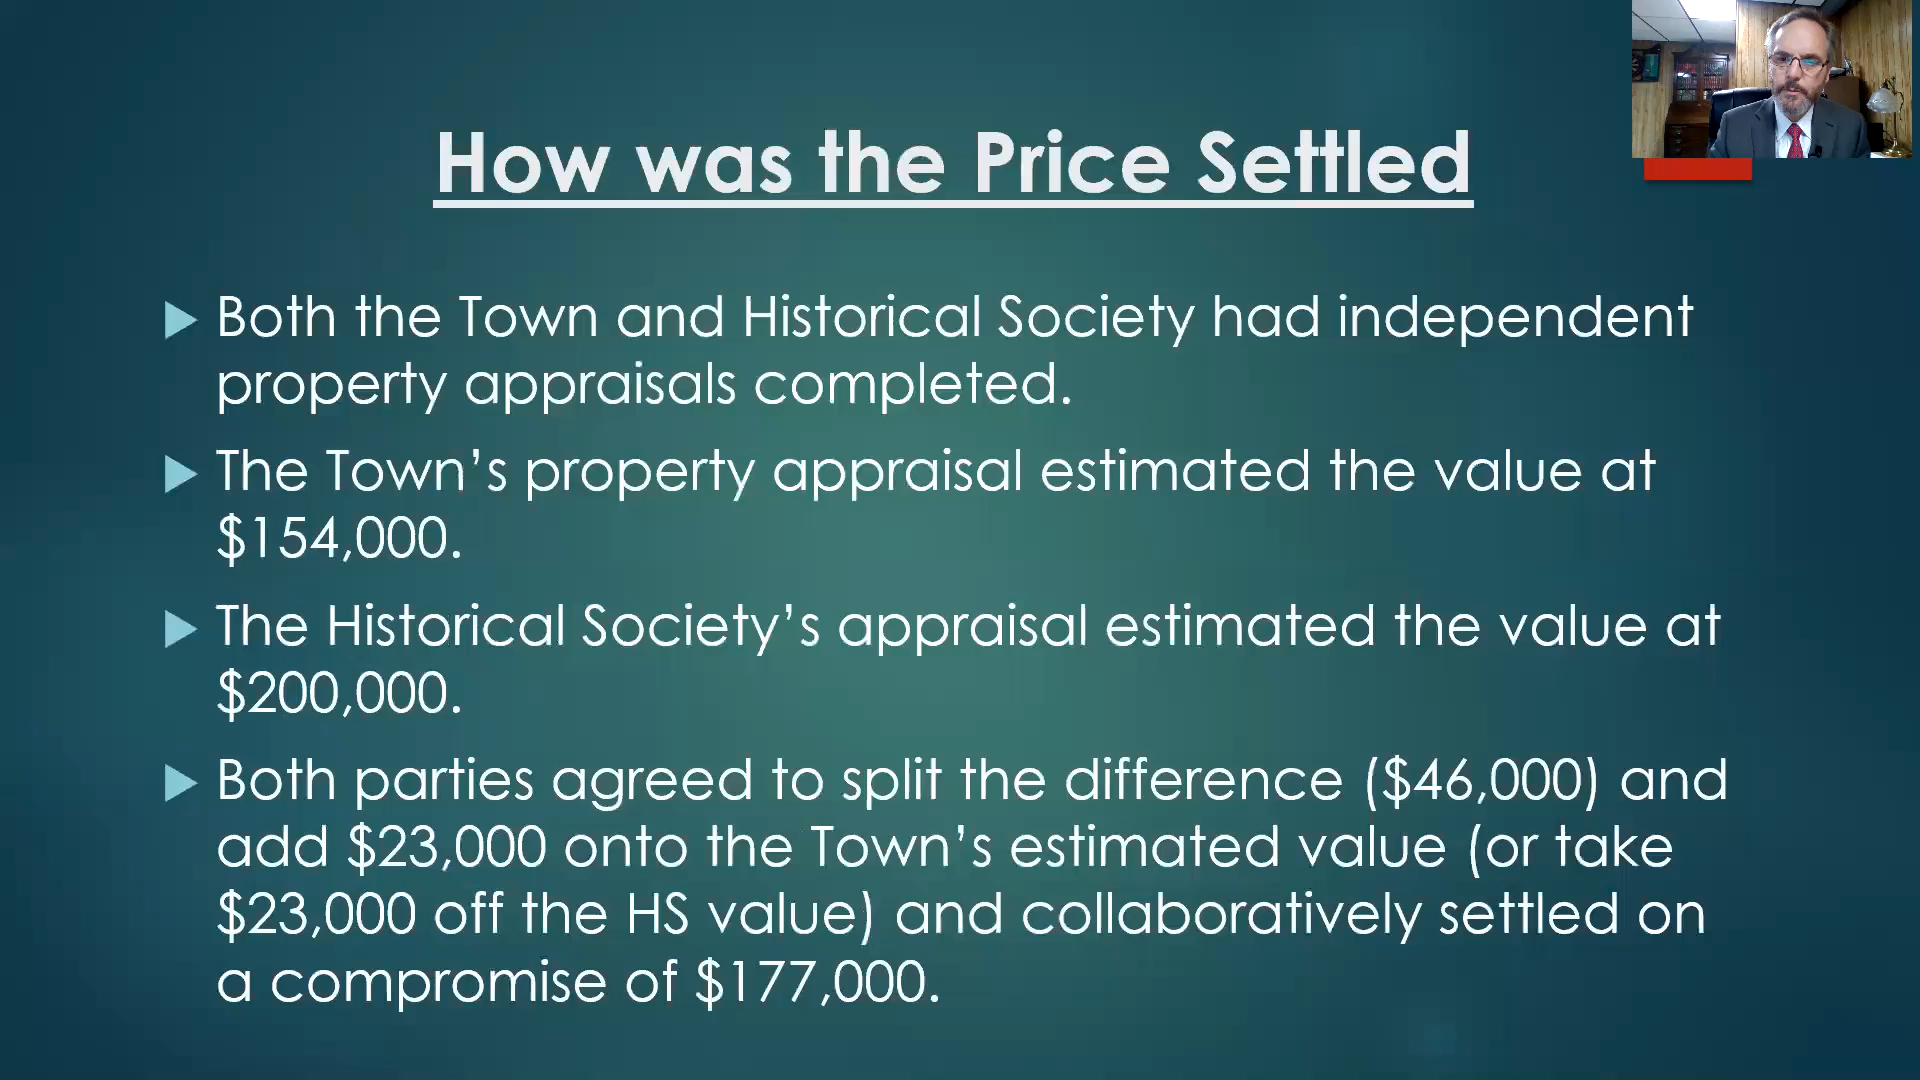 How was the Price Settled
Both the Town and Historical Society had independent
property appraisals completed.
The Town’s property appraisal estimated the value at
$154,000.
The Historical Society’s appraisal estimated the value at
$200,000.
Both parties agreed to split the difference ($46,000) and
add $23,000 onto the Town’s estimated value (or take
$23,000 off the HS value) and collaboratively settled on
a compromise of $177,000.